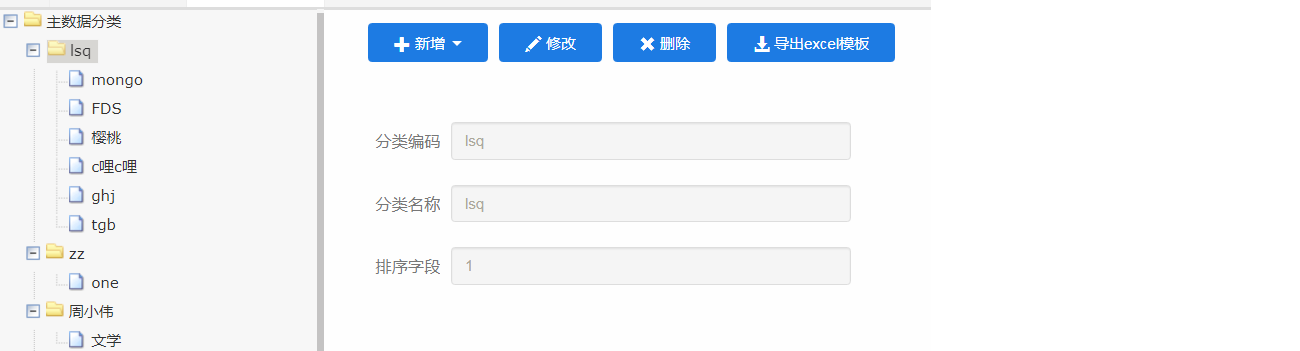 主数据分类
lsq
mongo
FDS
樱桃
c哩c哩
ghj
tgb
zz
one
周小伟
文学
新增 修改 删除 导出excel模板
分类编码 lsq
分类名称 lsq
排序字段 1